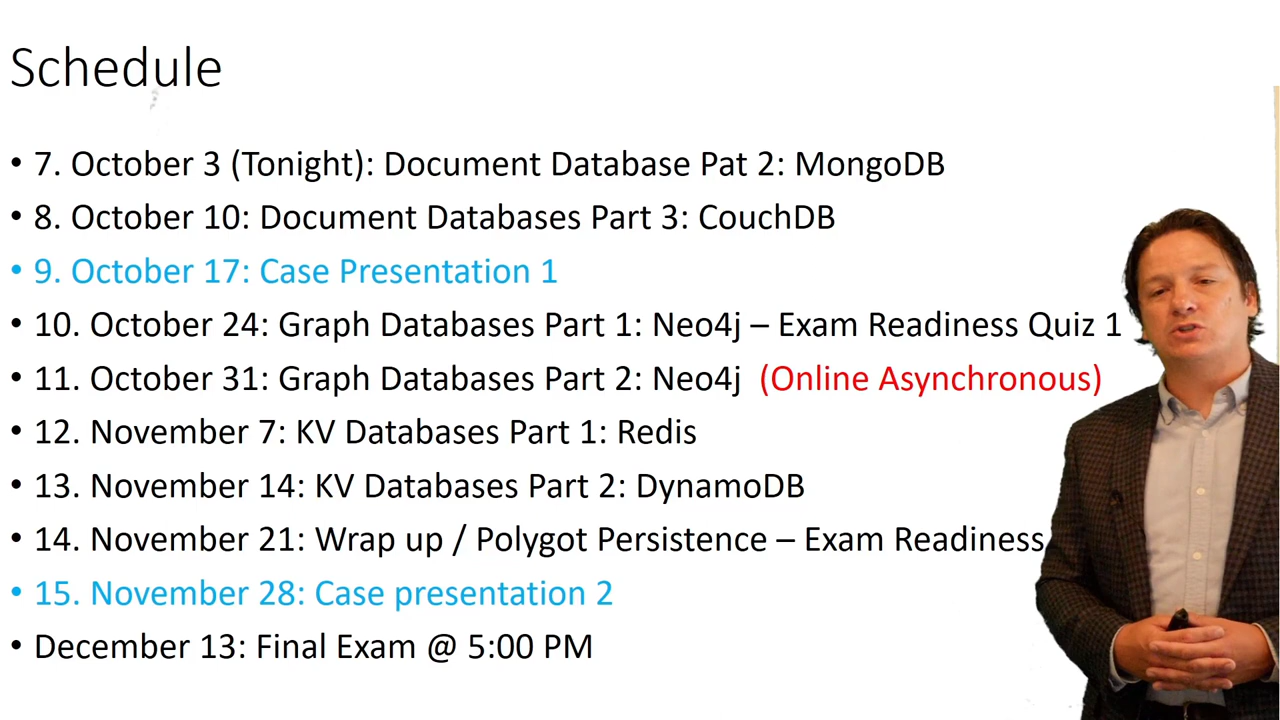 Schedule
• 7. October 3 (Tonight): Document Database Pat 2: MongoDB
• 8. October 10: Document Databases Part 3: CouchDB
• 9. October 17: Case Presentation 1
• 10. October 24: Graph Databases Part 1: Neo4j – Exam Readiness Quiz 1
• 11. October 31: Graph Databases Part 2: Neo4j (Online Asynchronous)
• 12. November 7: KV Databases Part 1: Redis
• 13. November 14: KV Databases Part 2: DynamoDB
• 14. November 21: Wrap up / Polygot Persistence – Exam Readiness
• 15. November 28: Case presentation 2
• December 13: Final Exam @ 5:00 PM